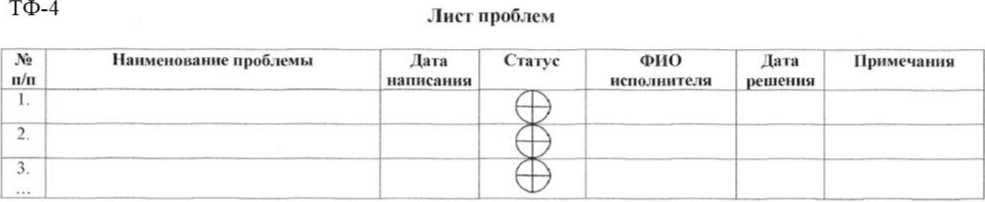 ТФ-4
Лист проблем
№ п/п Наименование проблемы Дата написания Статус ФИО исполнителя Дата решения Примечания
1.
2.
3.
...